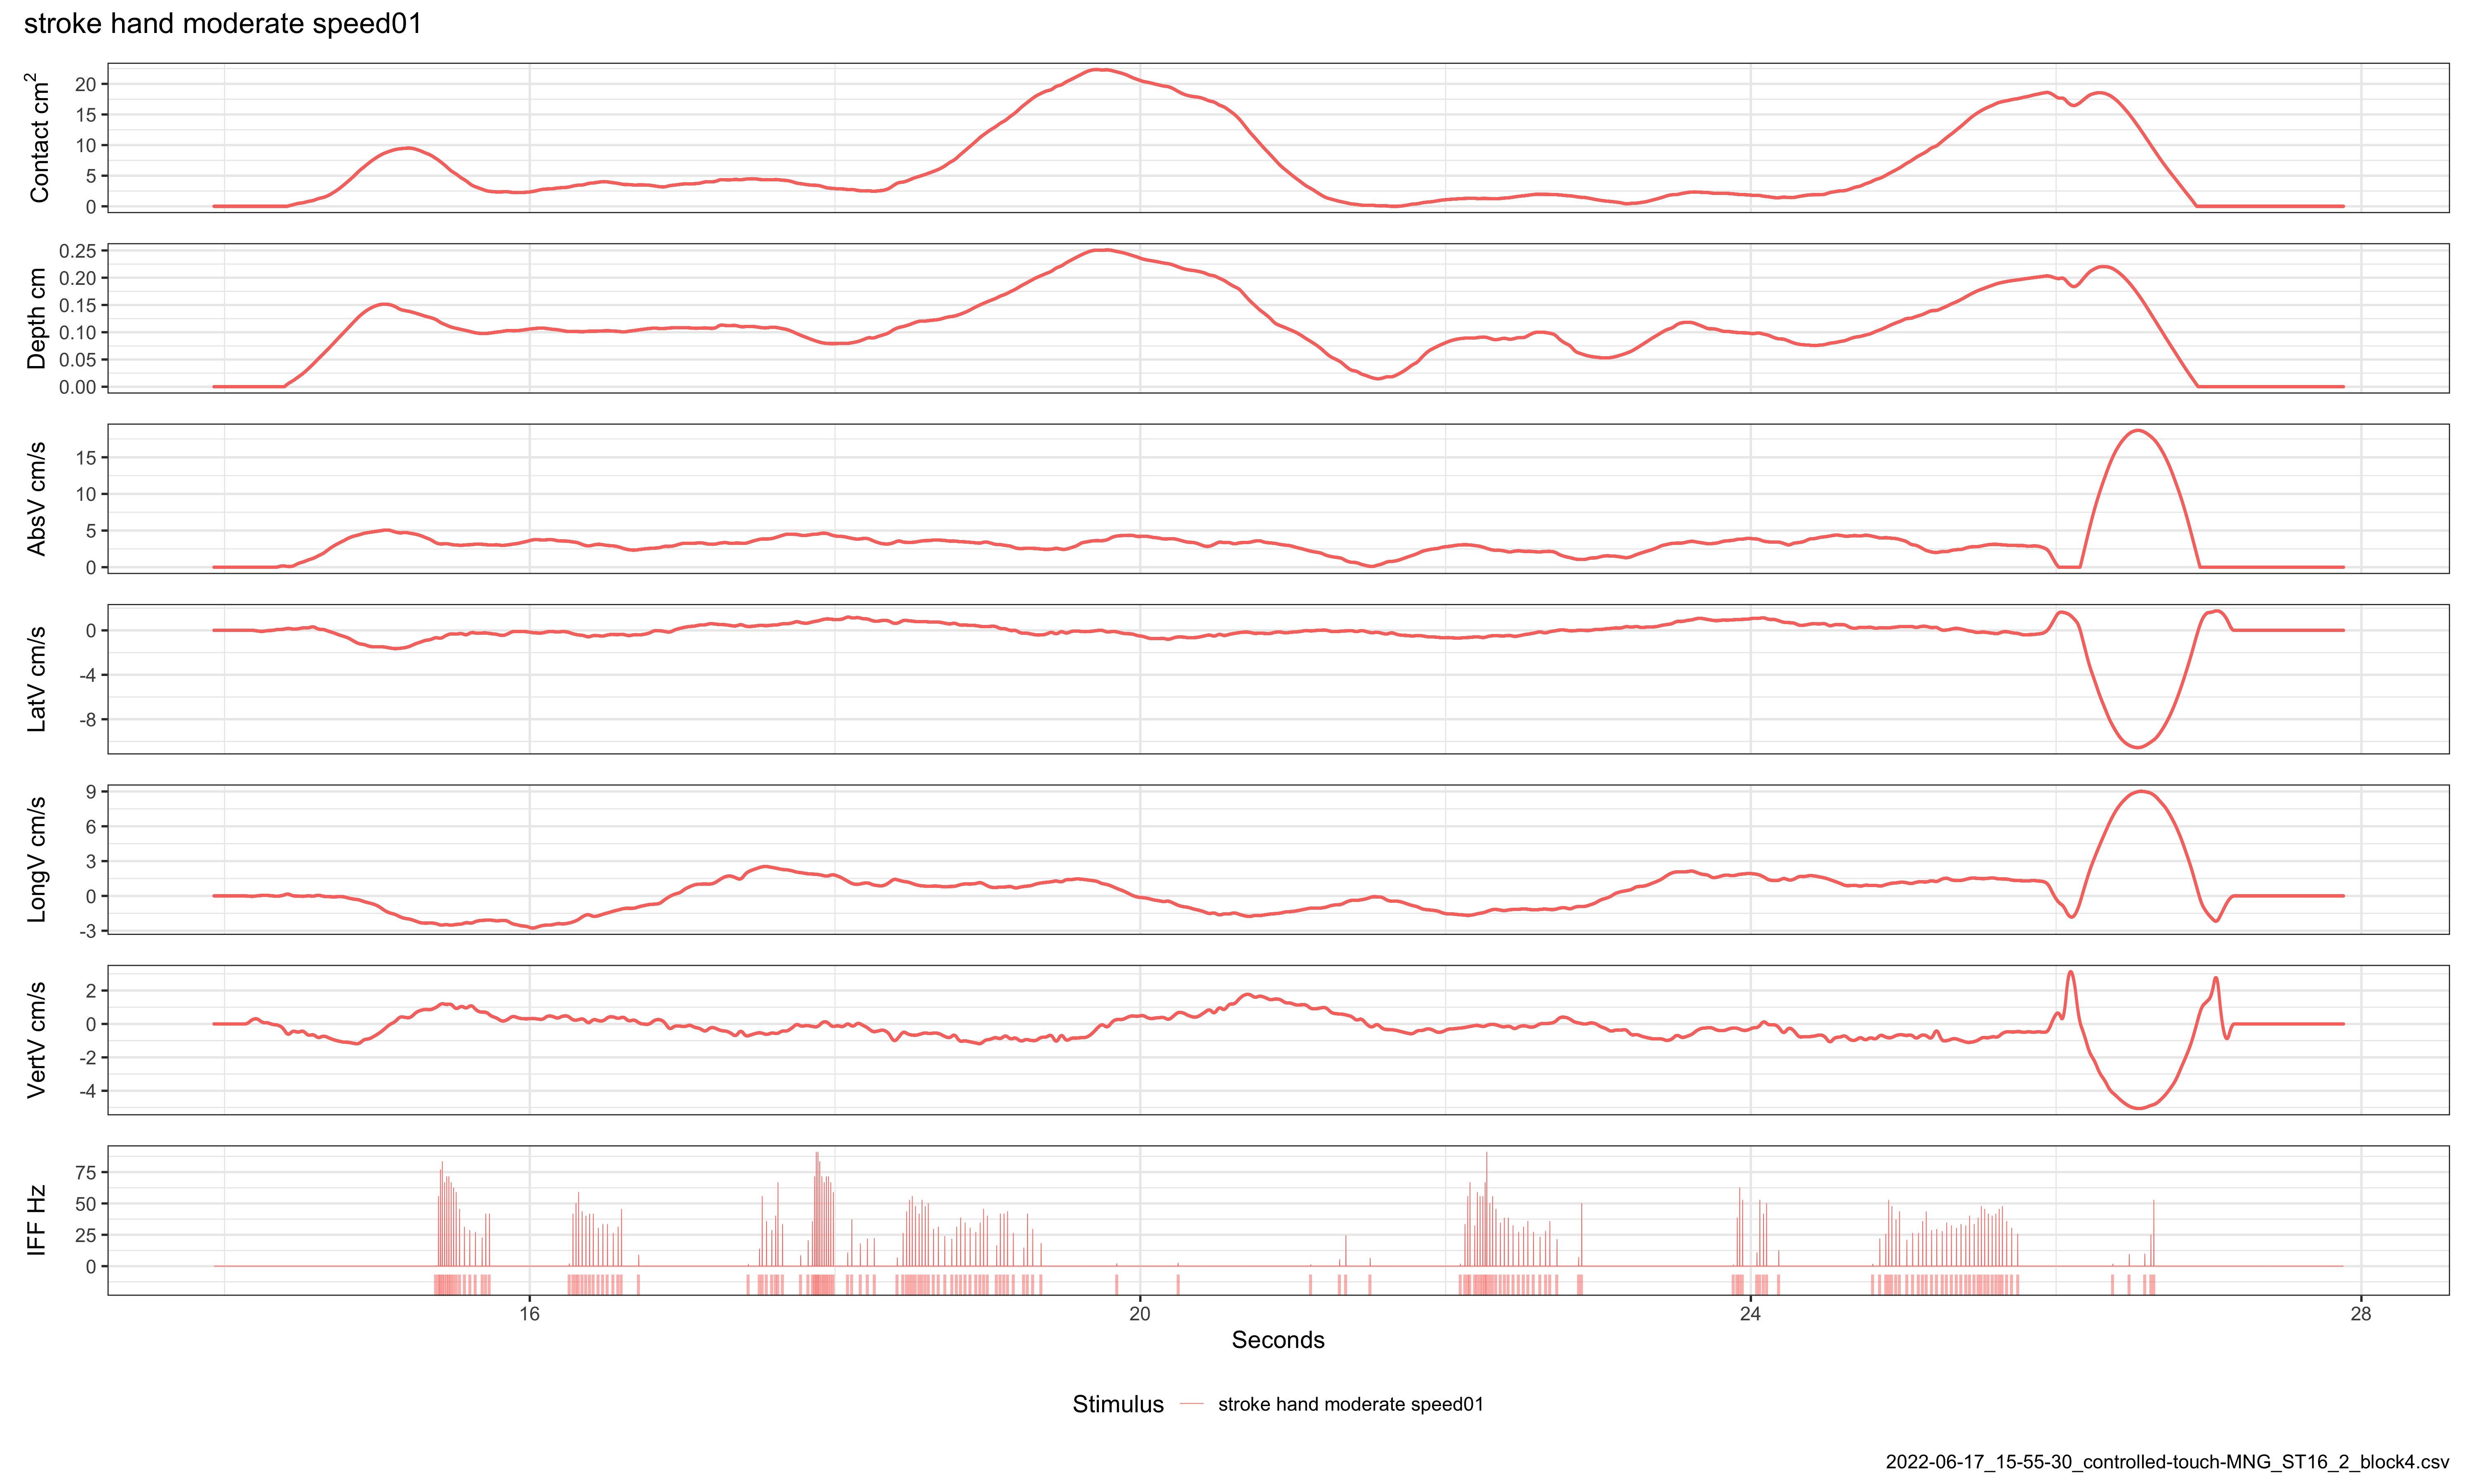 stroke hand moderate speed01
Contact cm²
20
15
10
5
0
Depth cm
0.25
0.20
0.15
0.10
0.05
0.00
AbsV cm/s
15
10
5
0
LatV cm/s
0
-4
-8
LongV cm/s
9
6
3
0
-3
VertV cm/s
2
0
-2
-4
IFF Hz
75
50
25
0
16 20 24 28
Seconds
Stimulus stroke hand moderate speed01
2022-06-17_15-55-30_controlled-touch-MNG_ST16_2_block4.csv